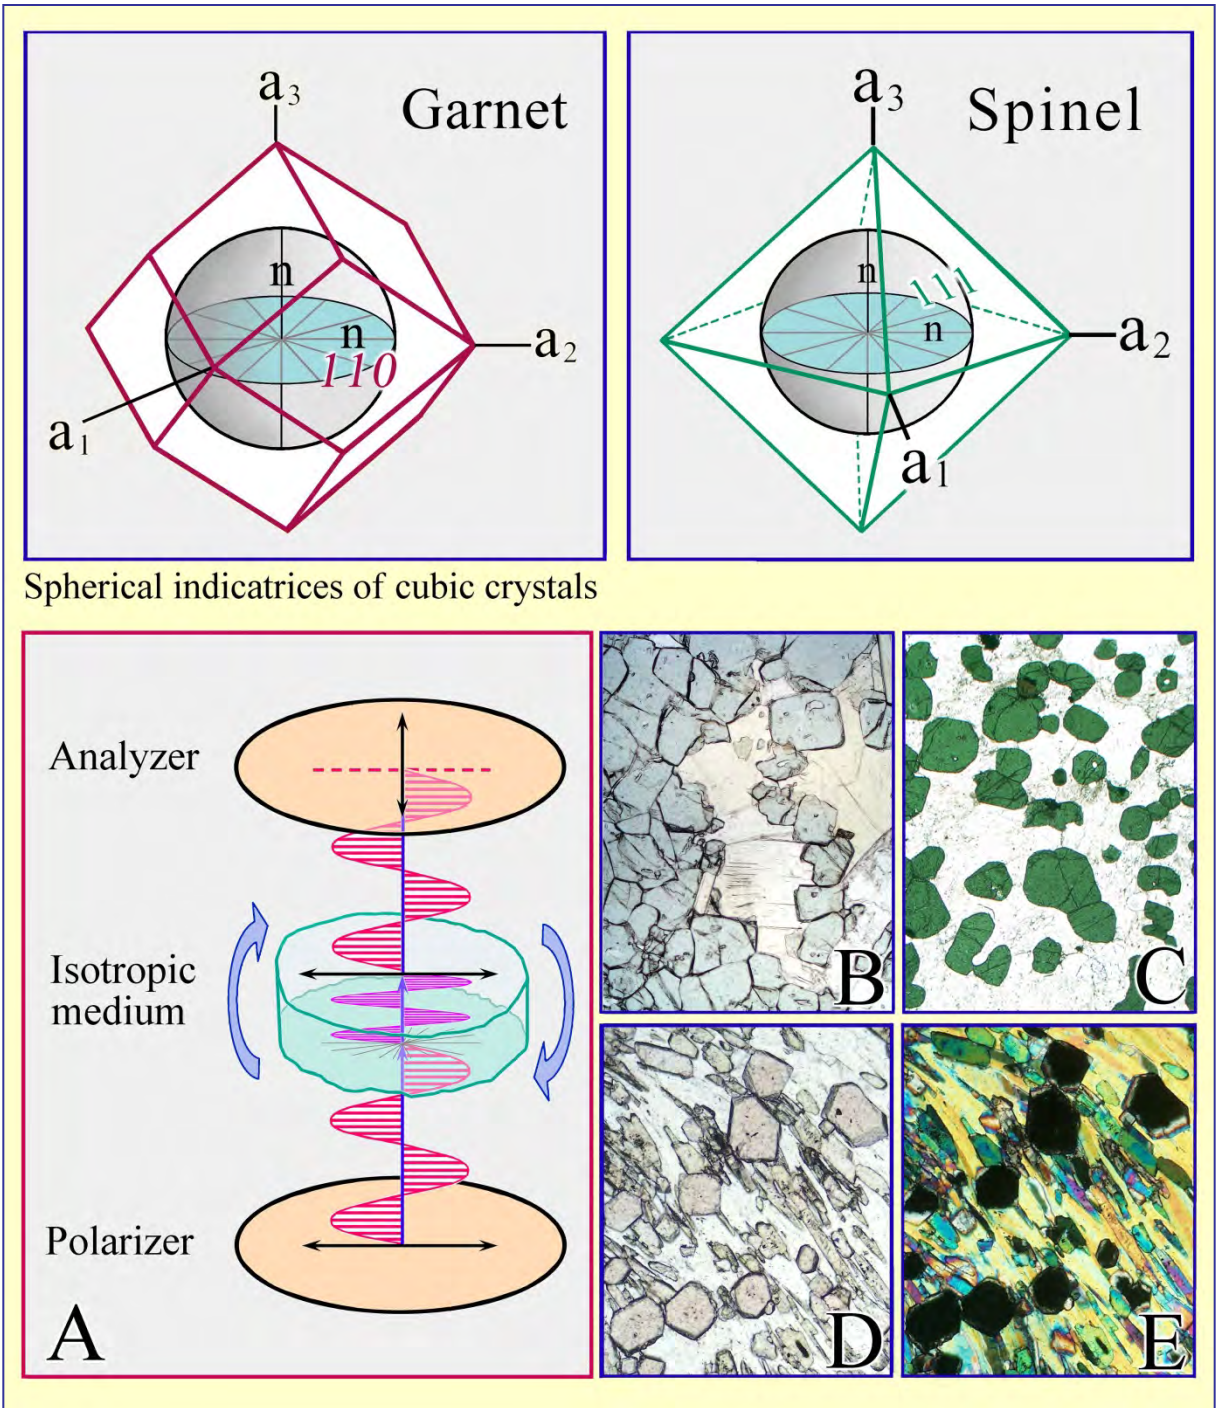 a3
Garnet
n
n
110
a2
a1
a3
Spinel
n
111
n
a2
a1
Spherical indicatrices of cubic crystals
Analyzer
Isotropic
medium
Polarizer
A
B
C
D
E